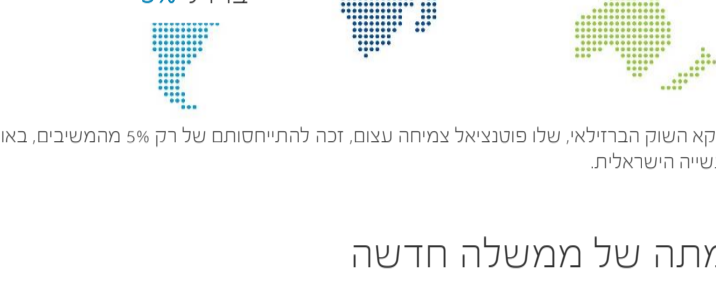 קא השוק הברזילאי, שלו פוטנציאל צמיחה עצום, זכה להתייחסותם של רק 5% מהמשיבים, באו
שייה הישראלית.
מתה של ממשלה חדשה